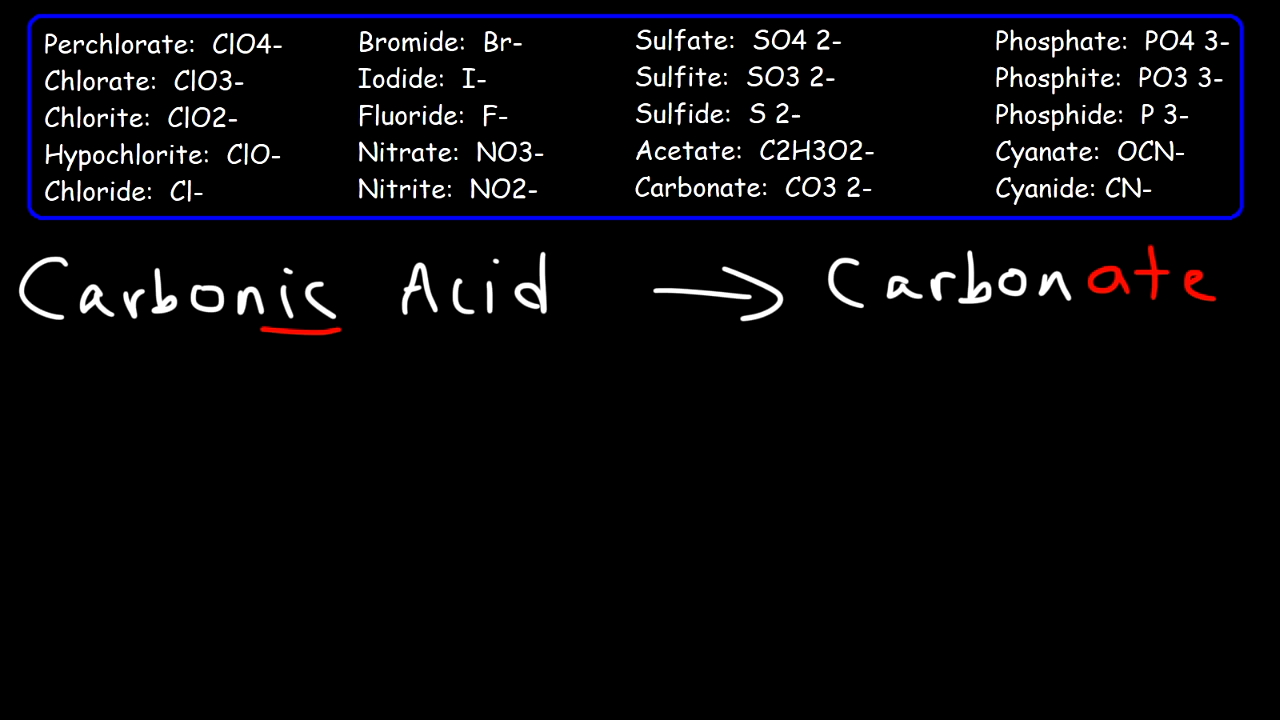 Perchlorate: ClO4-
Chlorate: ClO3-
Chlorite: ClO2-
Hypochlorite: ClO-
Chloride: Cl-
Bromide: Br-
Iodide: I-
Fluoride: F-
Nitrate: NO3-
Nitrite: NO2-
Sulfate: SO4 2-
Sulfite: SO3 2-
Sulfide: S 2-
Acetate: C2H3O2-
Carbonate: CO3 2-
Phosphate: PO4 3-
Phosphite: PO3 3-
Phosphide: P 3-
Cyanate: OCN-
Cyanide: CN-
Carbonic Acid → Carbonate